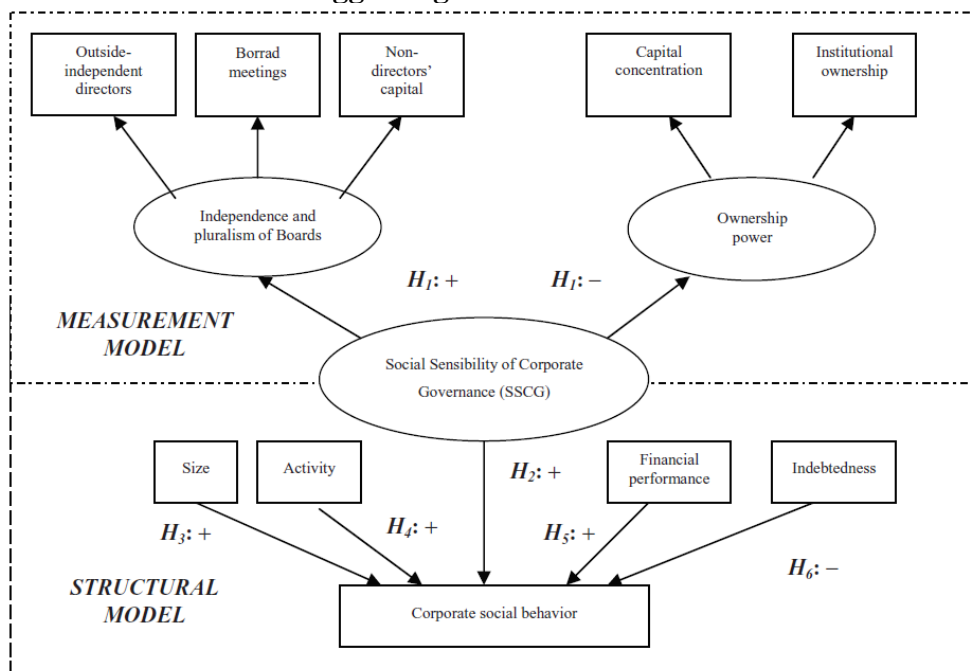 Outside-
independent
directors
Borrad
meetings
Non-
directors'
capital
Capital
concentration
Institutional
ownership
Independence and
pluralism of Boards
Ownership
power
H1: +
H1: –
MEASUREMENT
MODEL
Social Sensibility of Corporate
Governance (SSCG)
Size
Activity
Financial
performance
Indebtedness
H2: +
H3: +
H4: +
H5: +
H6: –
STRUCTURAL
MODEL
Corporate social behavior